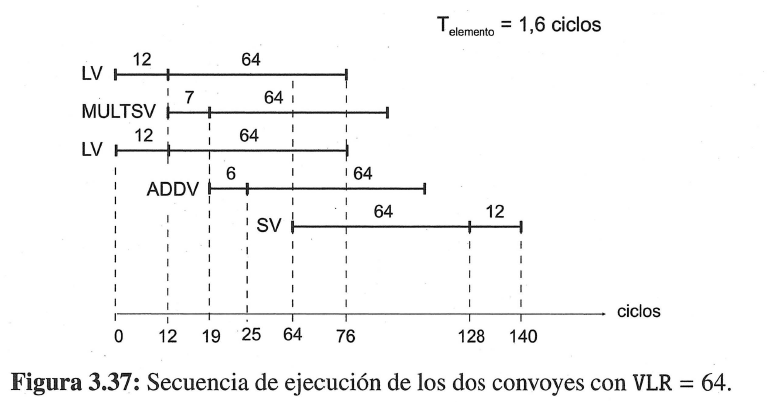 T elemento = 1,6 ciclos
12 64
LV
7 64
MULTSV
12 64
LV
6 64
ADDV
64 12
SV
ciclos
0 12 19 25 64 76 128 140
Figura 3.37: Secuencia de ejecución de los dos convoyes con VLR = 64.